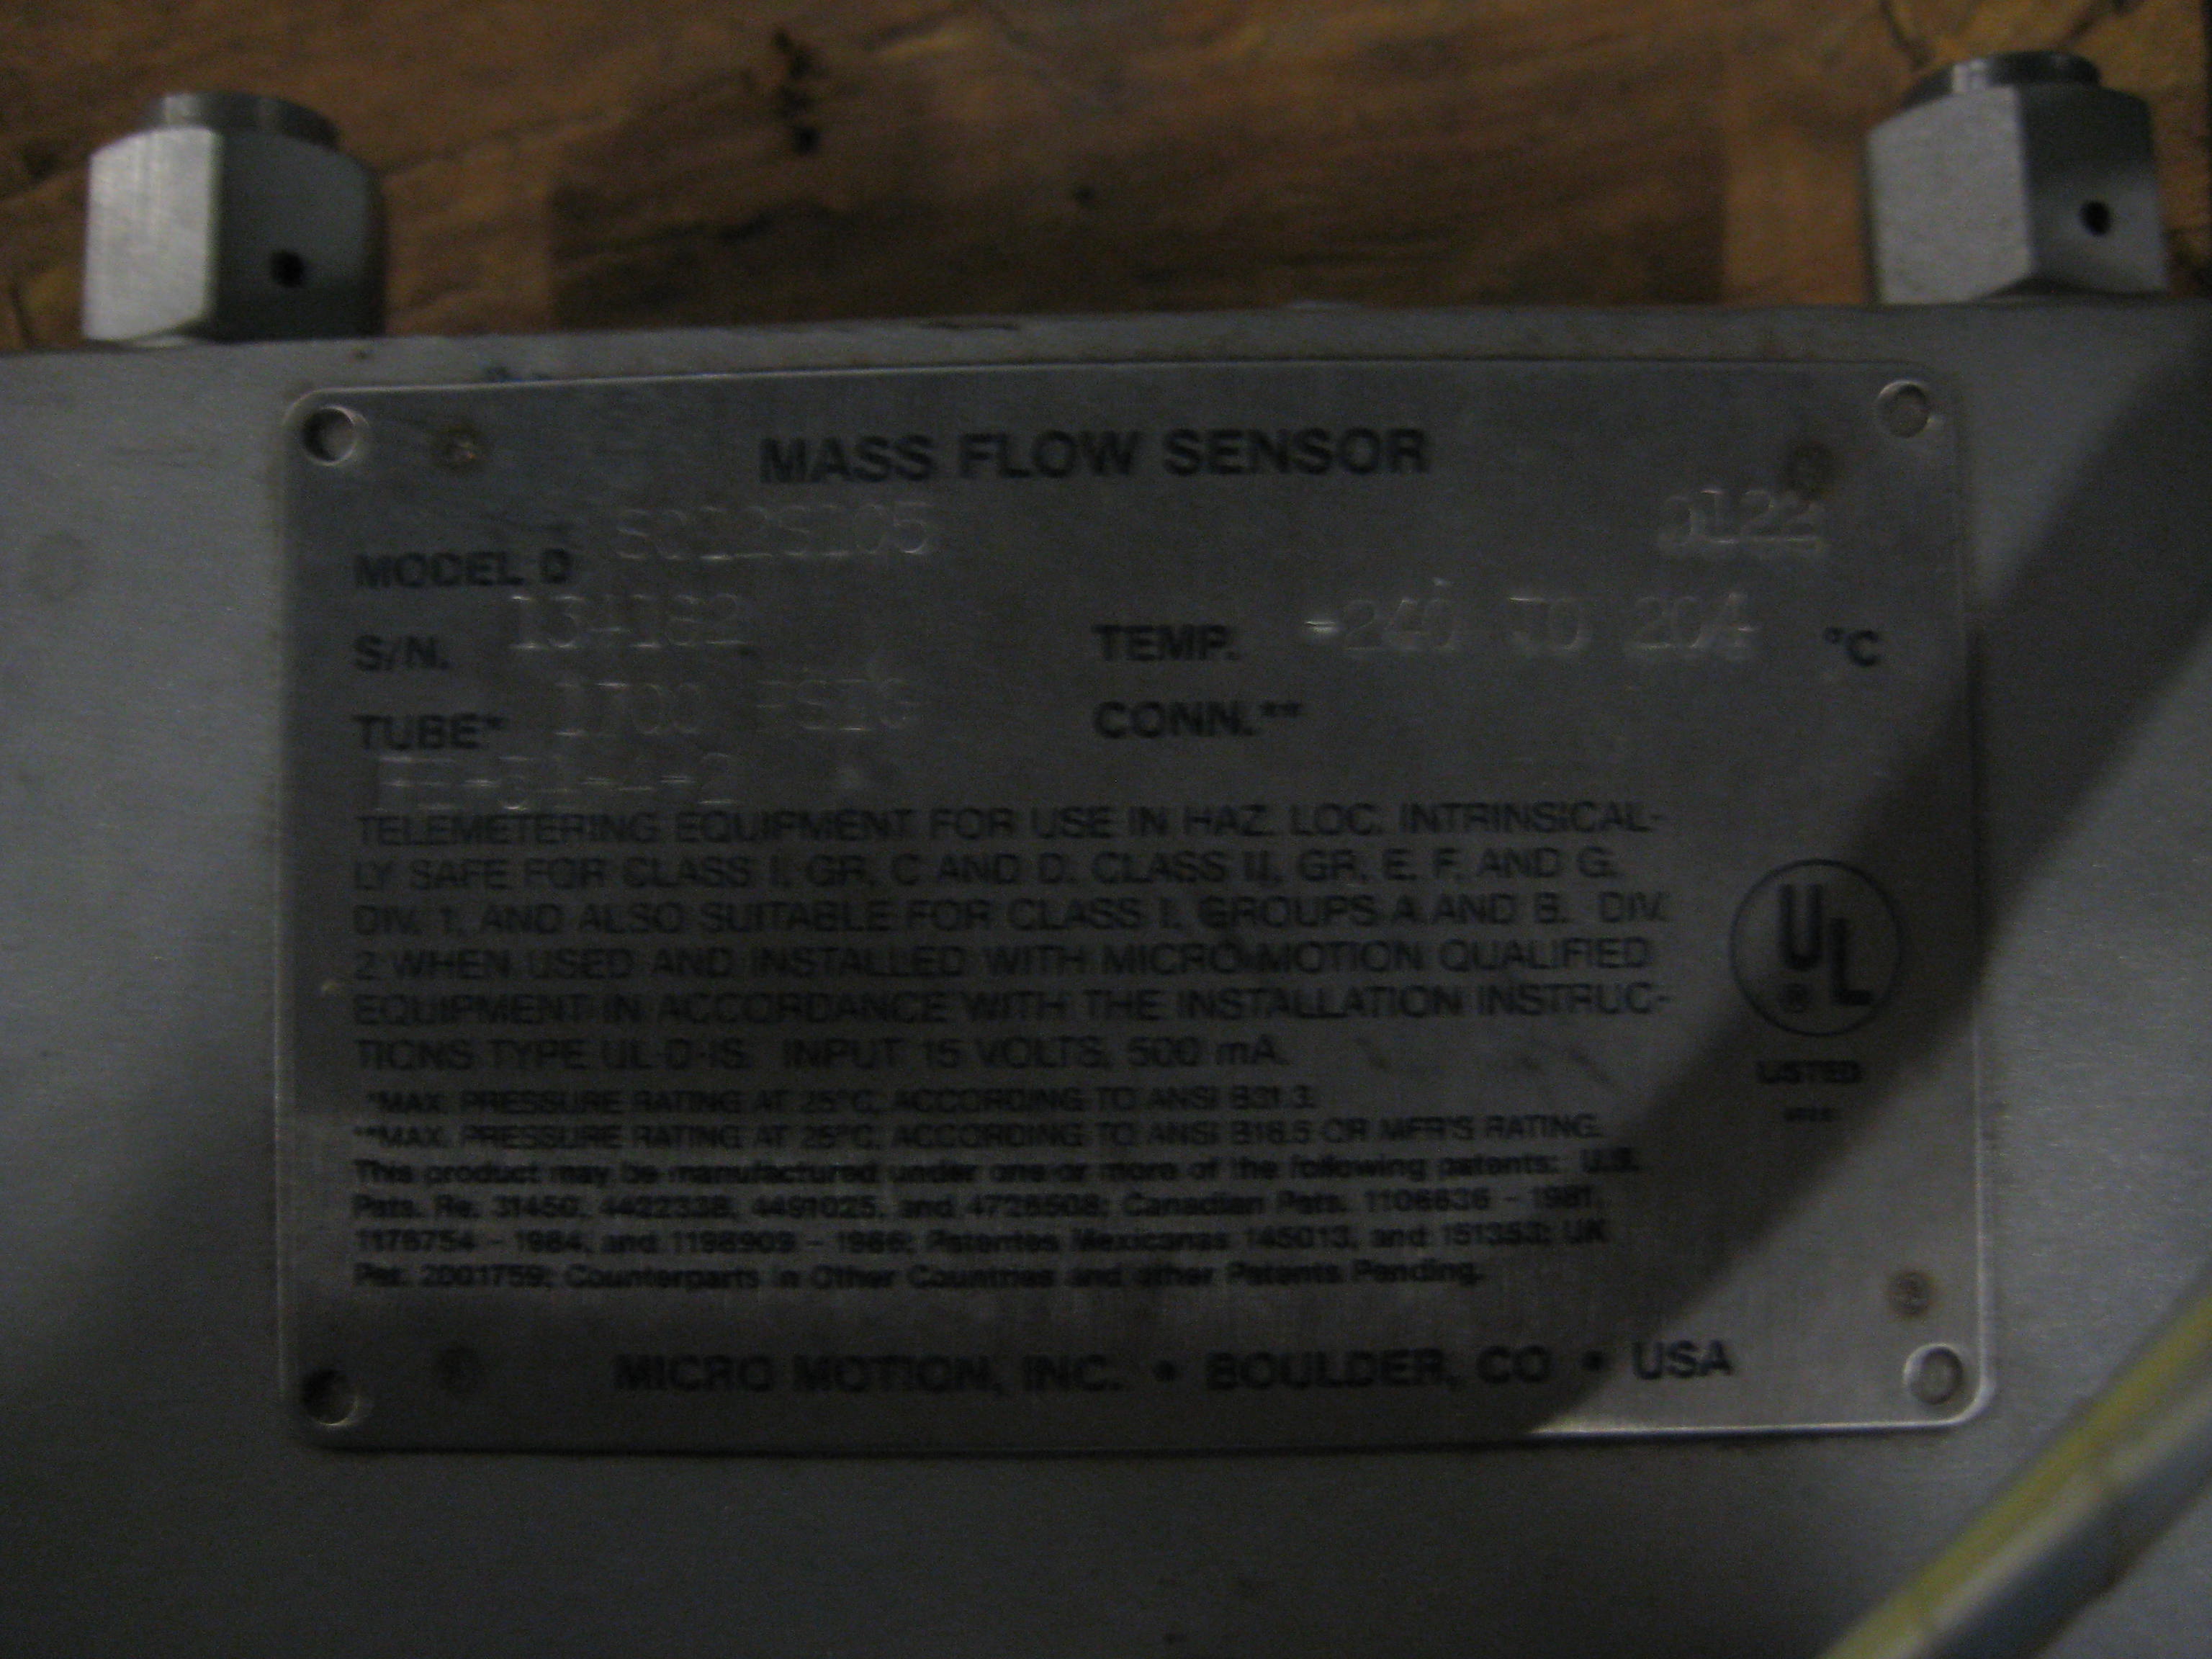 MASS FLOW SENSOR
MODEL D
S/N. 134182 TEMP. -240 TO 204 °C
TUBE* 1700 PSIG CONN.**
TELEMETERING EQUIPMENT FOR USE IN HAZ. LOC. INTRINSICAL-
LY SAFE FOR CLASS I, GR. C AND D. CLASS II, GR. E, F, AND G.
DIV. 1, AND ALSO SUITABLE FOR CLASS I, GROUPS A AND B. DIV.
2 WHEN USED AND INSTALLED WITH MICRO MOTION QUALIFIED
EQUIPMENT IN ACCORDANCE WITH THE INSTALLATION INSTRUC-
TIONS TYPE UL-D-IS. INPUT 15 VOLTS, 500 mA.
*MAX. PRESSURE RATING AT 25°C, ACCORDING TO ANSI B31.3.
**MAX. PRESSURE RATING AT 25°C, ACCORDING TO ANSI B16.5 OR MFR'S RATING.
This product may be manufactured under one or more of the following patents: U.S.
Pats. Re. 31450, 4422338, 4491025, and 4728508; Canadian Pats. 1106636 - 1981,
1178754 - 1984, and 1198909 - 1986; Patentes Mexicanas 145013, and 151353; UK
Pat. 2001759; Counterparts in Other Countries and other Patents Pending.
UL
®
LISTED
MICRO MOTION, INC. • BOULDER, CO • USA